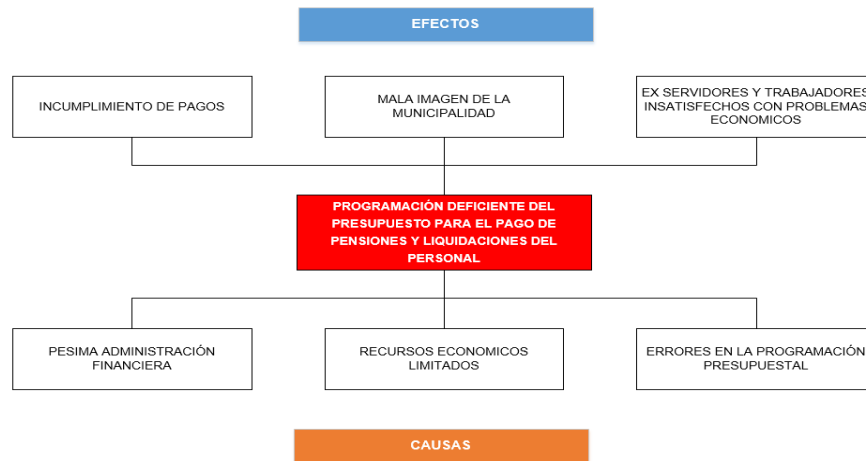 EFECTOS
INCUMPLIMIENTO DE PAGOS
MALA IMAGEN DE LA
MUNICIPALIDAD
EX SERVIDORES Y TRABAJADORES
INSATISFECHOS CON PROBLEMAS
ECONOMICOS
PROGRAMACIÓN DEFICIENTE DEL
PRESUPUESTO PARA EL PAGO DE
PENSIONES Y LIQUIDACIONES DEL
PERSONAL
PESIMA ADMINISTRACIÓN
FINANCIERA
RECURSOS ECONOMICOS
LIMITADOS
ERRORES EN LA PROGRAMACIÓN
PRESUPUESTAL
CAUSAS